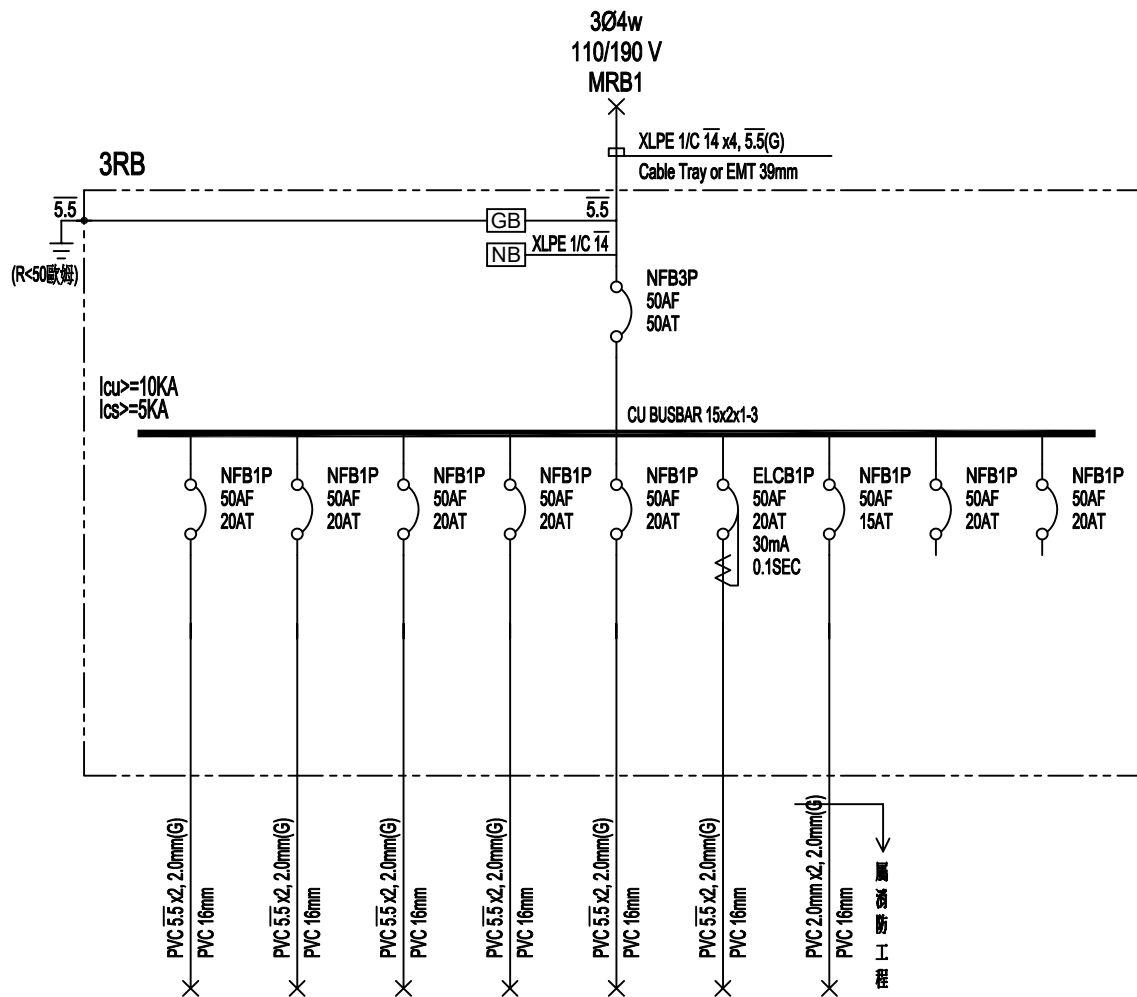 3Ø4w
110/190 V
MRB1
XLPE 1/C 14 x4, 5.5(G)
Cable Tray or EMT 39mm
3RB
5.5
GB
5.5
NB
XLPE 1/C 14
(R<50歐姆)
NFB3P
50AF
50AT
Icu>=10KA
Ics>=5KA
CU BUSBAR 15x2x1-3
NFB1P
50AF
20AT
NFB1P
50AF
20AT
NFB1P
50AF
20AT
NFB1P
50AF
20AT
NFB1P
50AF
20AT
ELCB1P
50AF
20AT
30mA
0.1SEC
NFB1P
50AF
15AT
NFB1P
50AF
20AT
NFB1P
50AF
20AT
PVC 5.5 x2, 2.0mm(G)
PVC 16mm
PVC 5.5 x2, 2.0mm(G)
PVC 16mm
PVC 5.5 x2, 2.0mm(G)
PVC 16mm
PVC 5.5 x2, 2.0mm(G)
PVC 16mm
PVC 5.5 x2, 2.0mm(G)
PVC 16mm
PVC 5.5 x2, 2.0mm(G)
PVC 16mm
PVC 2.0mm x2, 2.0mm(G)
PVC 16mm
屬消防工程